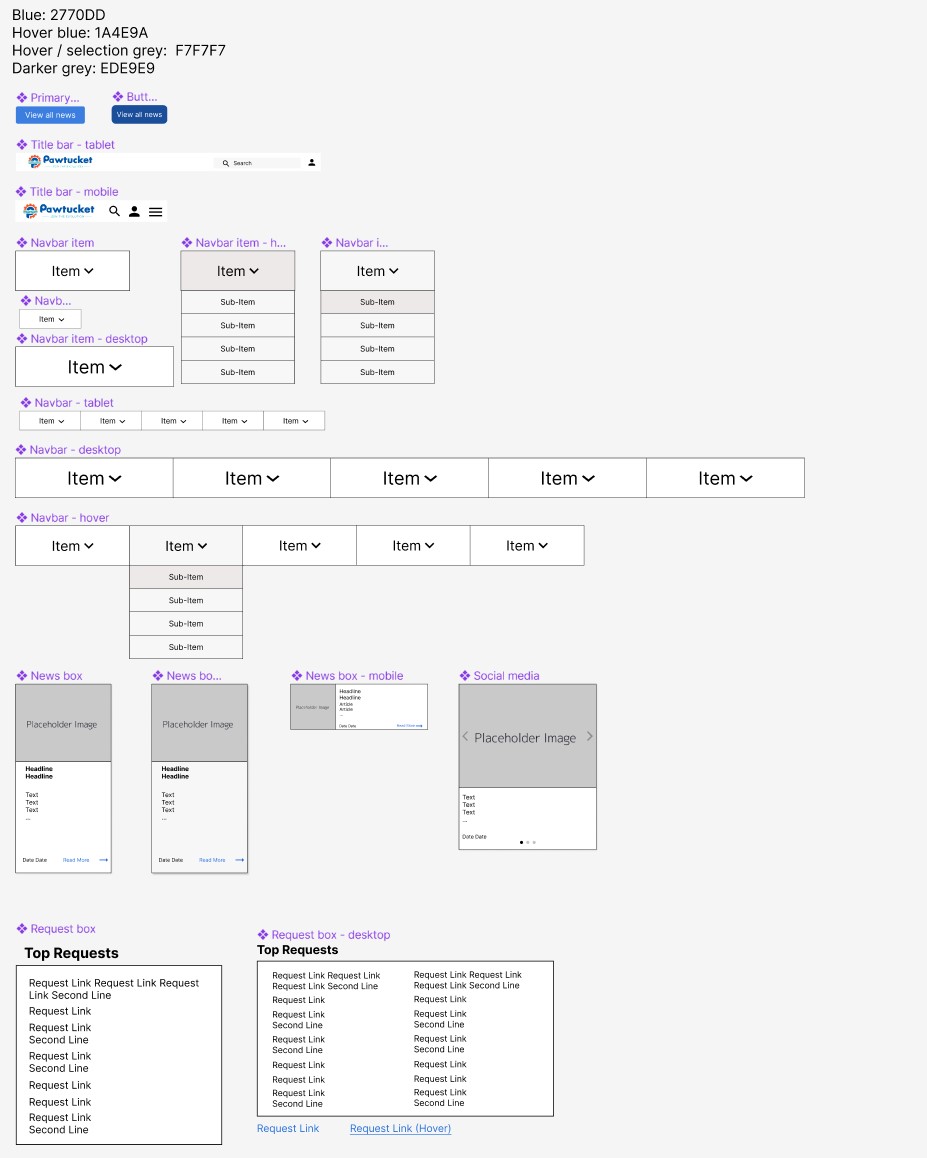 Blue: 2770DD
Hover blue: 1A4E9A
Hover / selection grey:  F7F7F7
Darker grey: EDE9E9
Primary...
Butt...
View all news
View all news
Title bar - tablet
Pawtucket
Search
Title bar - mobile
Pawtucket
Navbar item
Navbar item - h...
Navbar i...
Item
Item
Item
Sub-Item
Sub-Item
Sub-Item
Sub-Item
Sub-Item
Sub-Item
Sub-Item
Sub-Item
Navb...
Item
Navbar item - desktop
Item
Navbar - tablet
Item Item Item Item Item
Navbar - desktop
Item Item Item Item Item
Navbar - hover
Item Item Item Item Item
Sub-Item
Sub-Item
Sub-Item
Sub-Item
News box
Placeholder Image
Headline
Headline
Text
Text
Text
...
Date Date Read More
News bo...
Placeholder Image
Headline
Headline
Text
Text
Text
...
Date Date Read More
News box - mobile
Placeholder Image
Headline
Headline
Article
Article
...
Date Date Read More
Social media
Placeholder Image
Text
Text
Text
...
Date Date
Request box
Top Requests
Request Link Request Link Request
Link Second Line
Request Link
Request Link
Second Line
Request Link
Second Line
Request Link
Request Link
Request Link
Second Line
Request box - desktop
Top Requests
Request Link Request Link
Request Link Second Line
Request Link
Request Link
Second Line
Request Link
Second Line
Request Link
Request Link
Request Link
Second Line
Request Link Request Link
Request Link Second Line
Request Link
Request Link
Second Line
Request Link
Second Line
Request Link
Request Link
Request Link
Second Line
Request Link
Request Link (Hover)